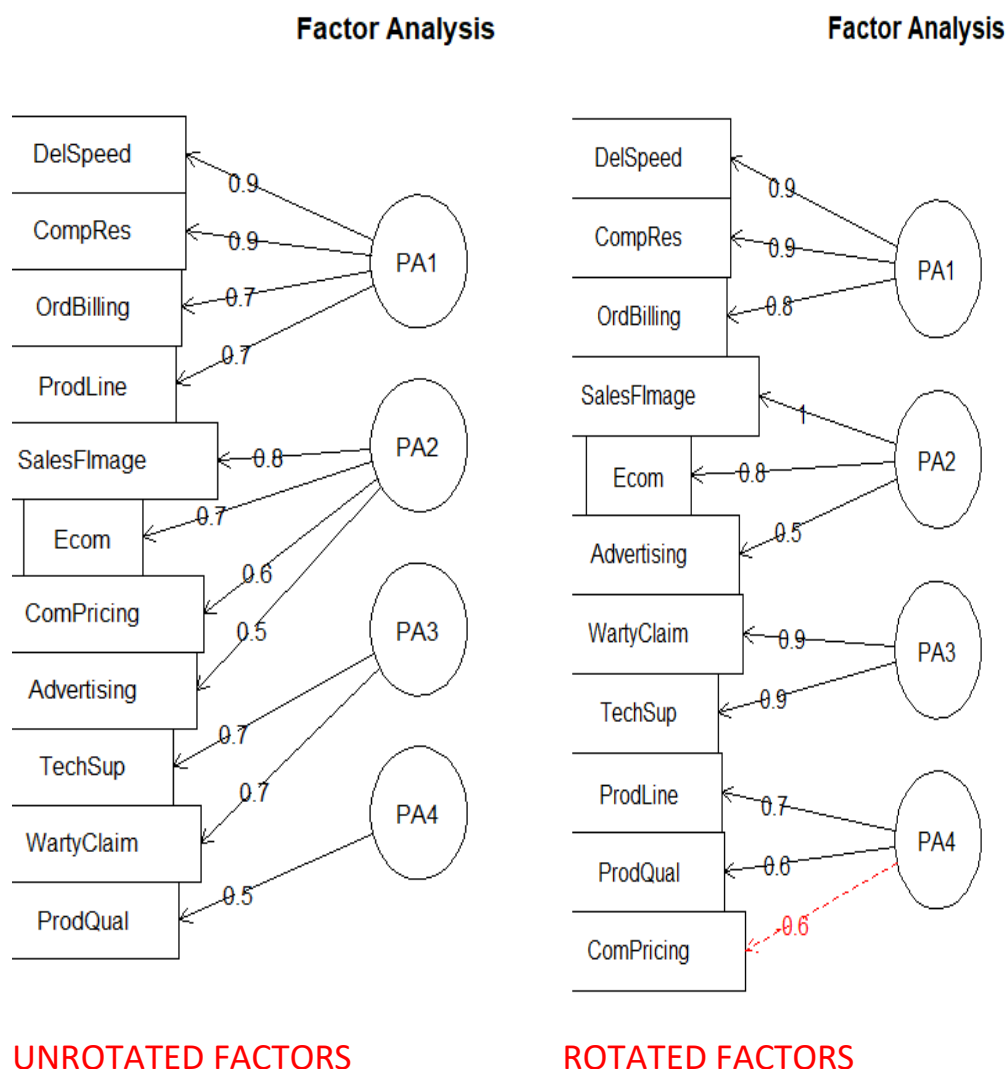 Factor Analysis
DelSpeed
CompRes
OrdBilling
ProdLine
SalesFImage
Ecom
ComPricing
Advertising
TechSup
WartyClaim
ProdQual
0.9
0.9
0.7
0.7
0.8
0.7
0.6
0.5
0.7
0.7
0.5
PA1
PA2
PA3
PA4
UNROTATED FACTORS
Factor Analysis
DelSpeed
CompRes
OrdBilling
SalesFImage
Ecom
Advertising
WartyClaim
TechSup
ProdLine
ProdQual
ComPricing
0.9
0.9
0.8
1
0.8
0.5
0.9
0.9
0.7
0.6
-0.6
PA1
PA2
PA3
PA4
ROTATED FACTORS